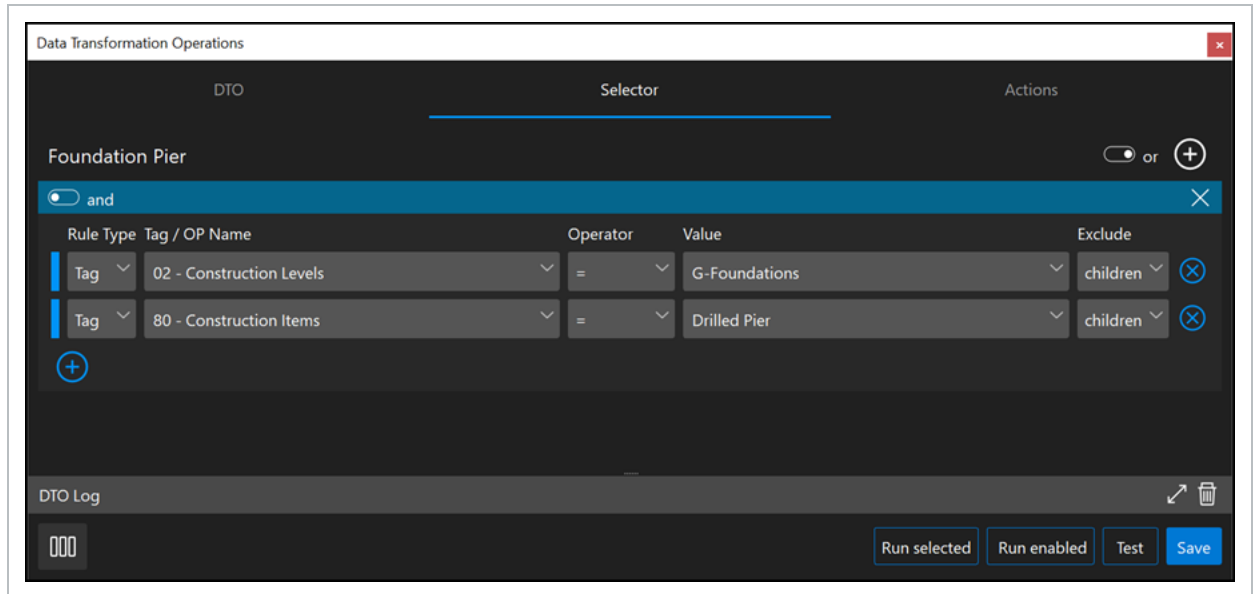 Data Transformation Operations
DTO Selector Actions
Foundation Pier or
and
Rule Type Tag / OP Name Operator Value Exclude
Tag 02 - Construction Levels = G-Foundations children
Tag 80 - Construction Items = Drilled Pier children
DTO Log
Run selected Run enabled Test Save